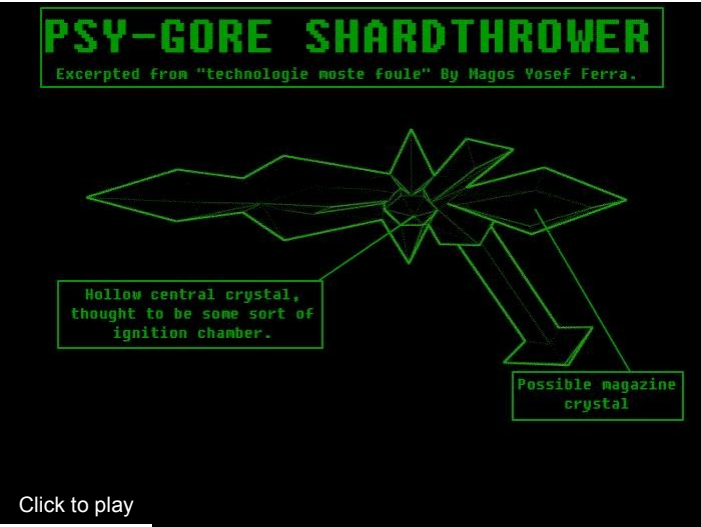 PSY-GORE SHARDTHROWER
Excerpted from "technologie moste foule" By Magos Yosef Ferra.
Hollow central crystal,
thought to be some sort of
ignition chamber.
Possible magazine
crystal
Click to play